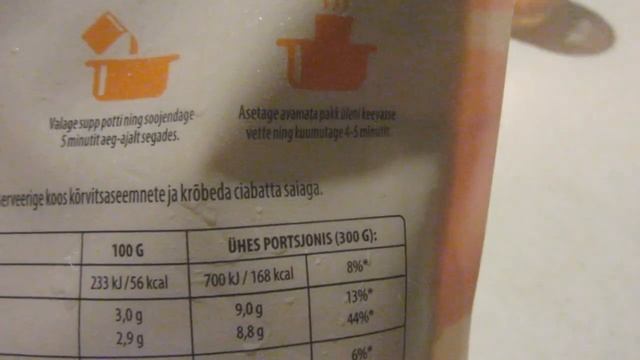 Valage supp potti ning soojendage
5 minutit aeg-ajalt segades.
Asetage avamata pakk üleni keevasse
vette ning kuumutage 4-5 minutit.
serveerige koos kõrvitsaseemnete ja krõbeda ciabatta saiaga.
100 G ÜHES PORTSJONIS (300 G):
233 kJ/56 kcal 700 kJ / 168 kcal 8%*
3,0 g 9,0 g 13%*
2,9 g 8,8 g 44%*
6%*